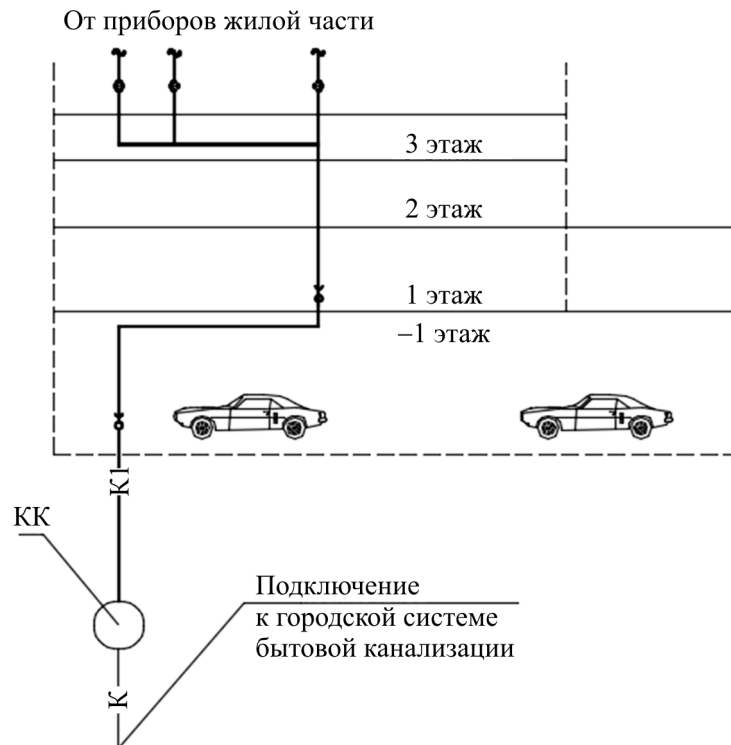 От приборов жилой части
3 этаж
2 этаж
1 этаж
–1 этаж
К1
КК
Подключение
к городской системе
бытовой канализации
К